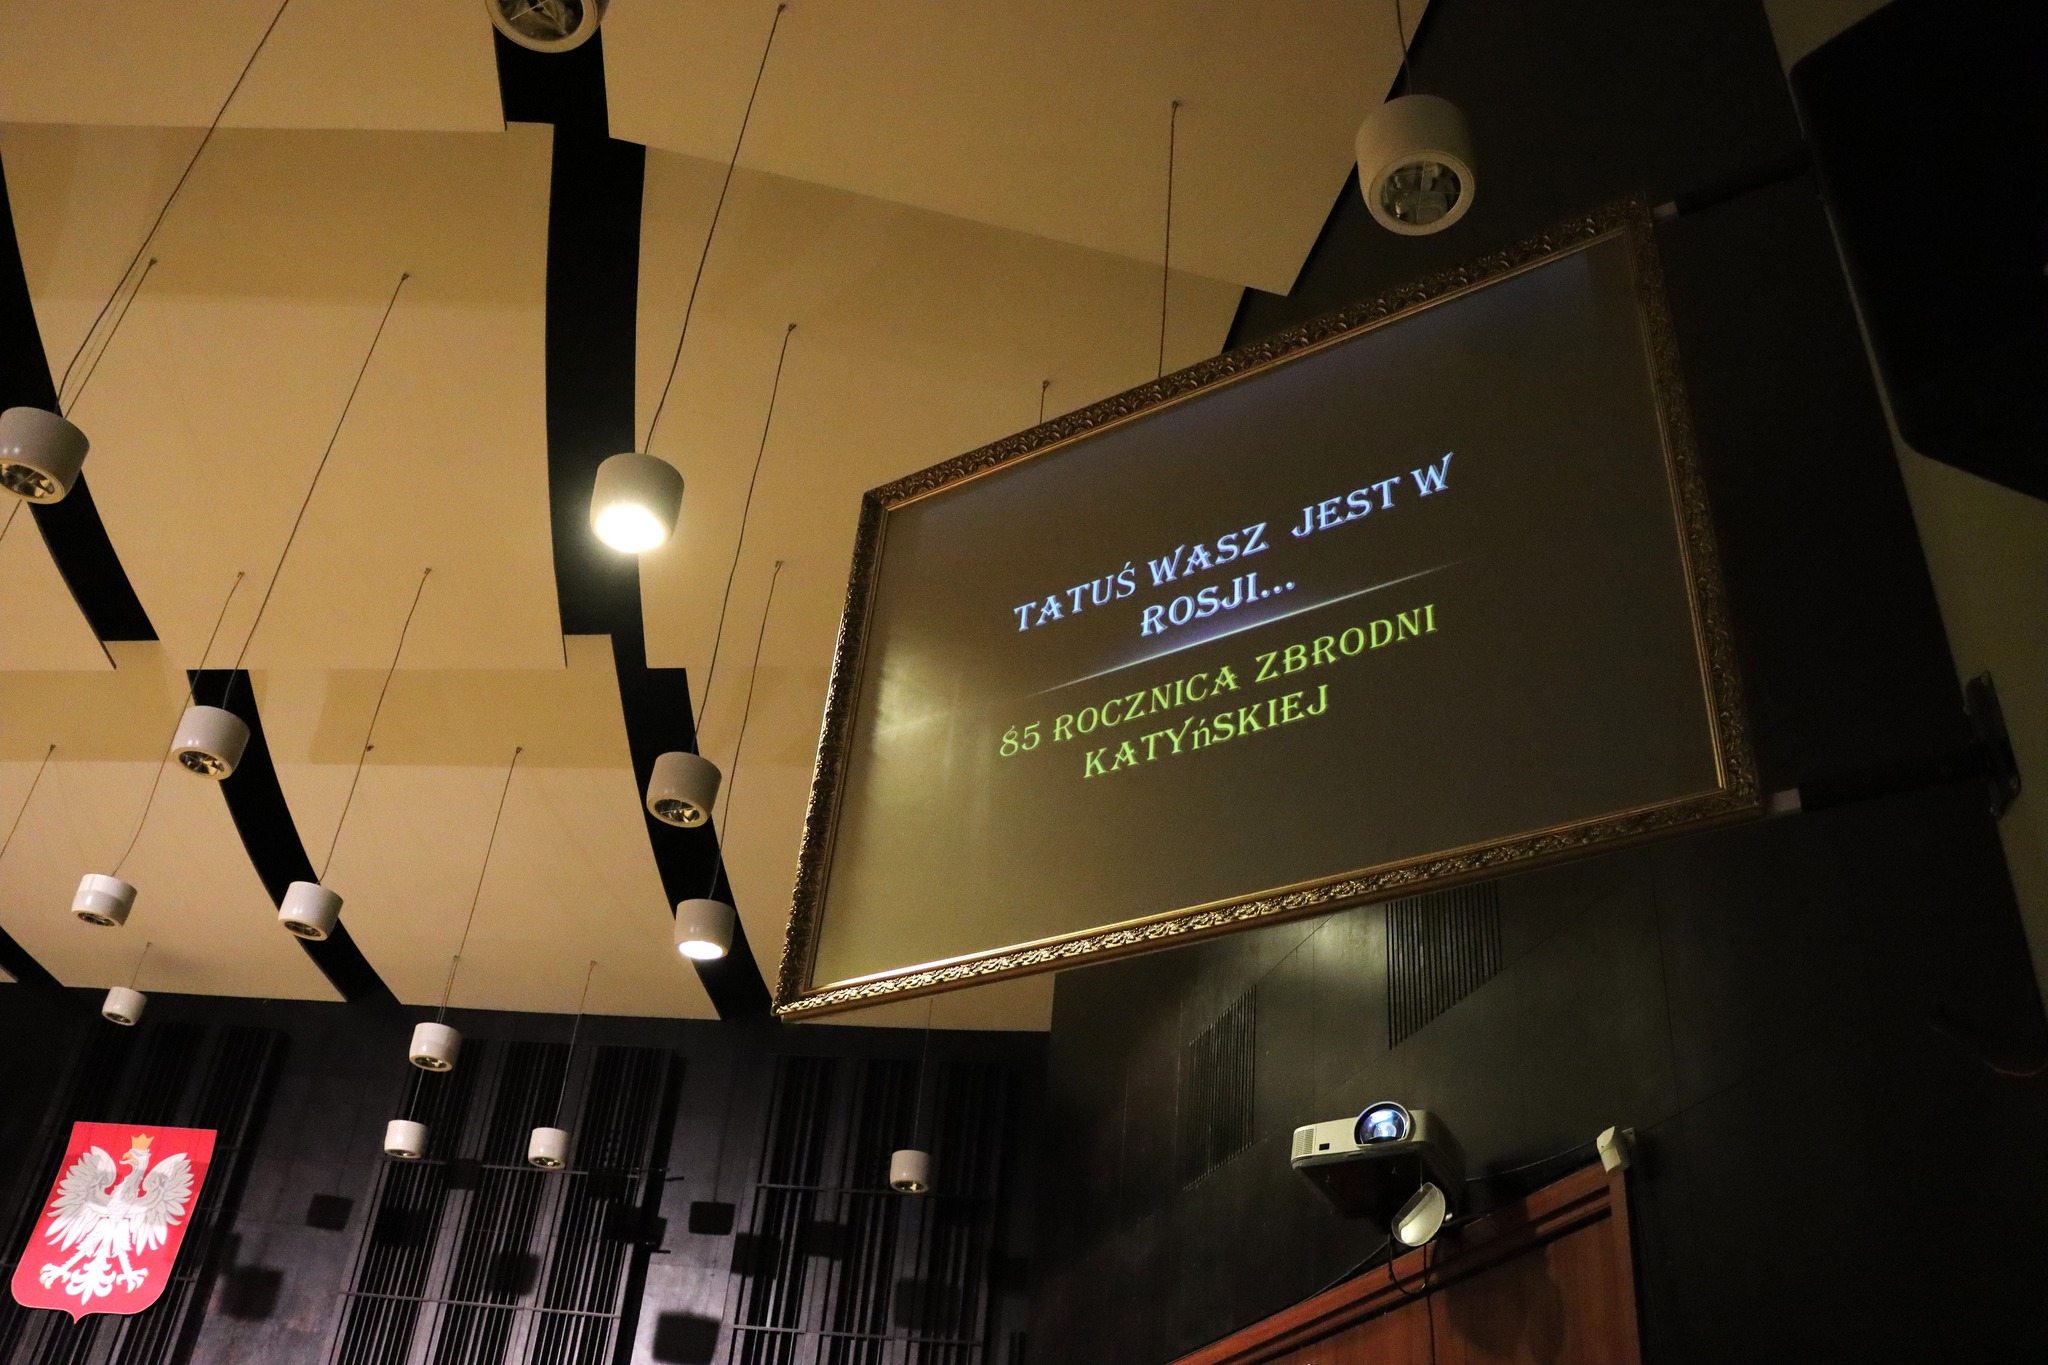 TATUŚ WASZ JEST W
ROSJI...
85 ROCZNICA ZBRODNI
KATYńSKIEJ